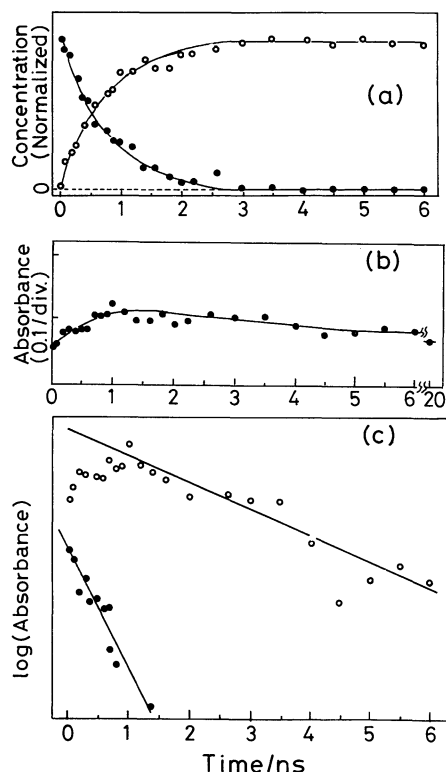 Concentration
(Normalized)
(a)
0
0 1 2 3 4 5 6
Absorbance
(0.1/div.)
(b)
0 1 2 3 4 5 6 20
log(Absorbance)
(c)
0 1 2 3 4 5 6
Time/ns